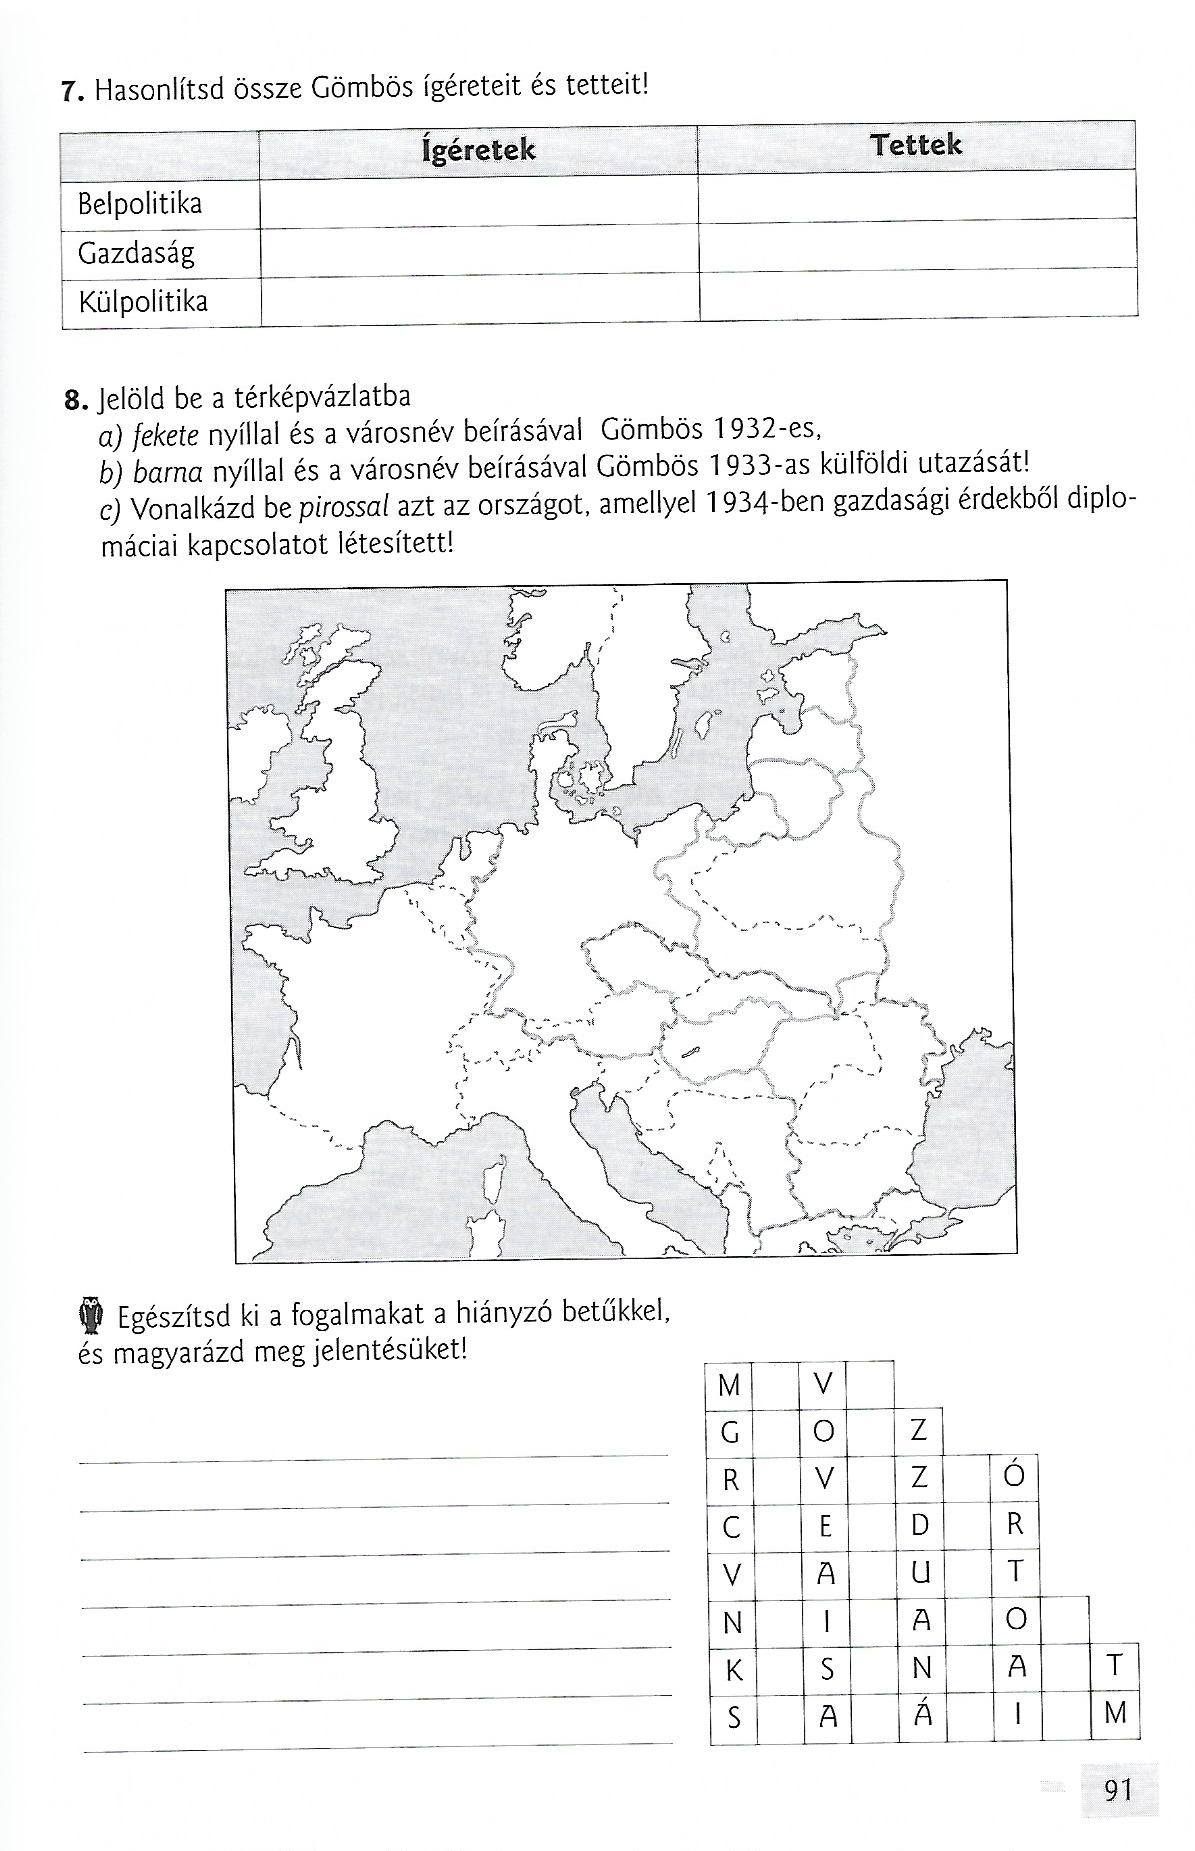 7. Hasonlítsd össze Gömbös ígéreteit és tetteit!
Ígéretek Tettek
Belpolitika
Gazdaság
Külpolitika
8. Jelöld be a térképvázlatba
a) fekete nyíllal és a városnév beírásával Gömbös 1932-es,
b) barna nyíllal és a városnév beírásával Gömbös 1933-as külföldi utazását!
c) Vonalkázd be pirossal azt az országot, amellyel 1934-ben gazdasági érdekből diplo-
máciai kapcsolatot létesített!
Egészítsd ki a fogalmakat a hiányzó betűkkel,
és magyarázd meg jelentésüket!
M V
G O Z
R V Z Ó
C E D R
V A U T
N I A O
K S N A T
S A Á I M
91